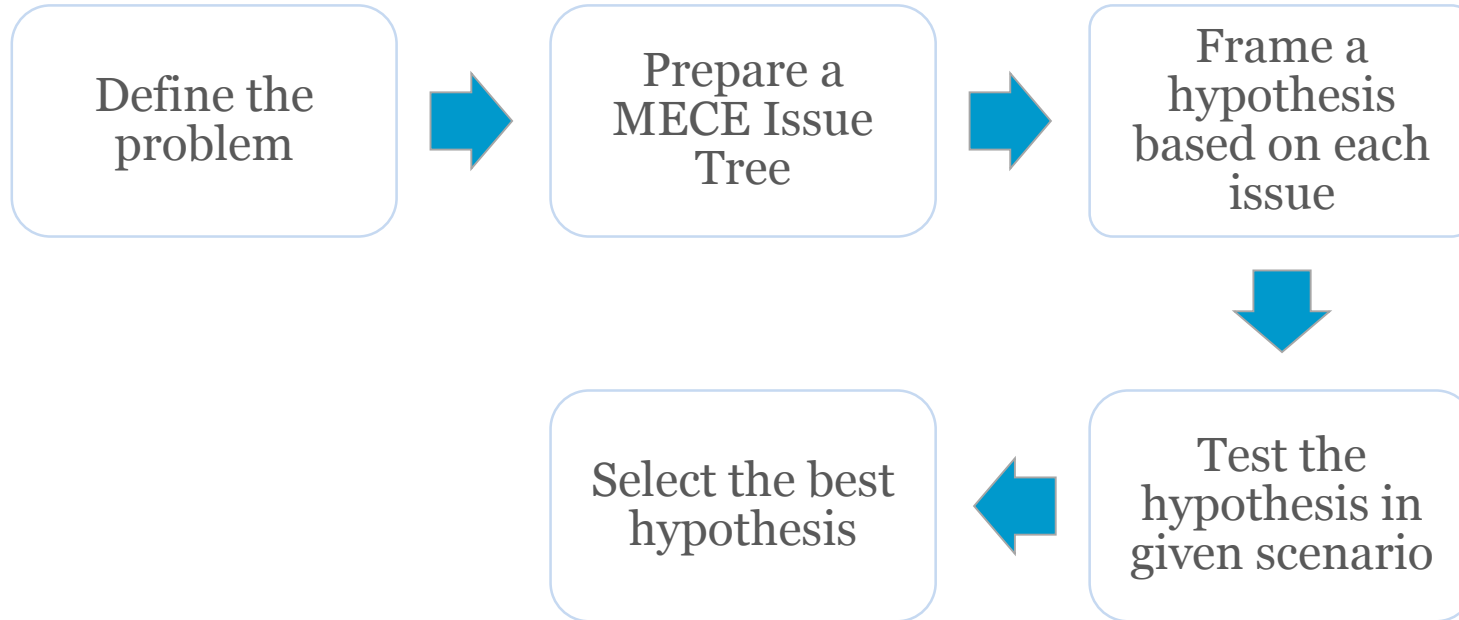 Define the
problem
Prepare a
MECE Issue
Tree
Frame a
hypothesis
based on each
issue
Test the
hypothesis in
given scenario
Select the best
hypothesis